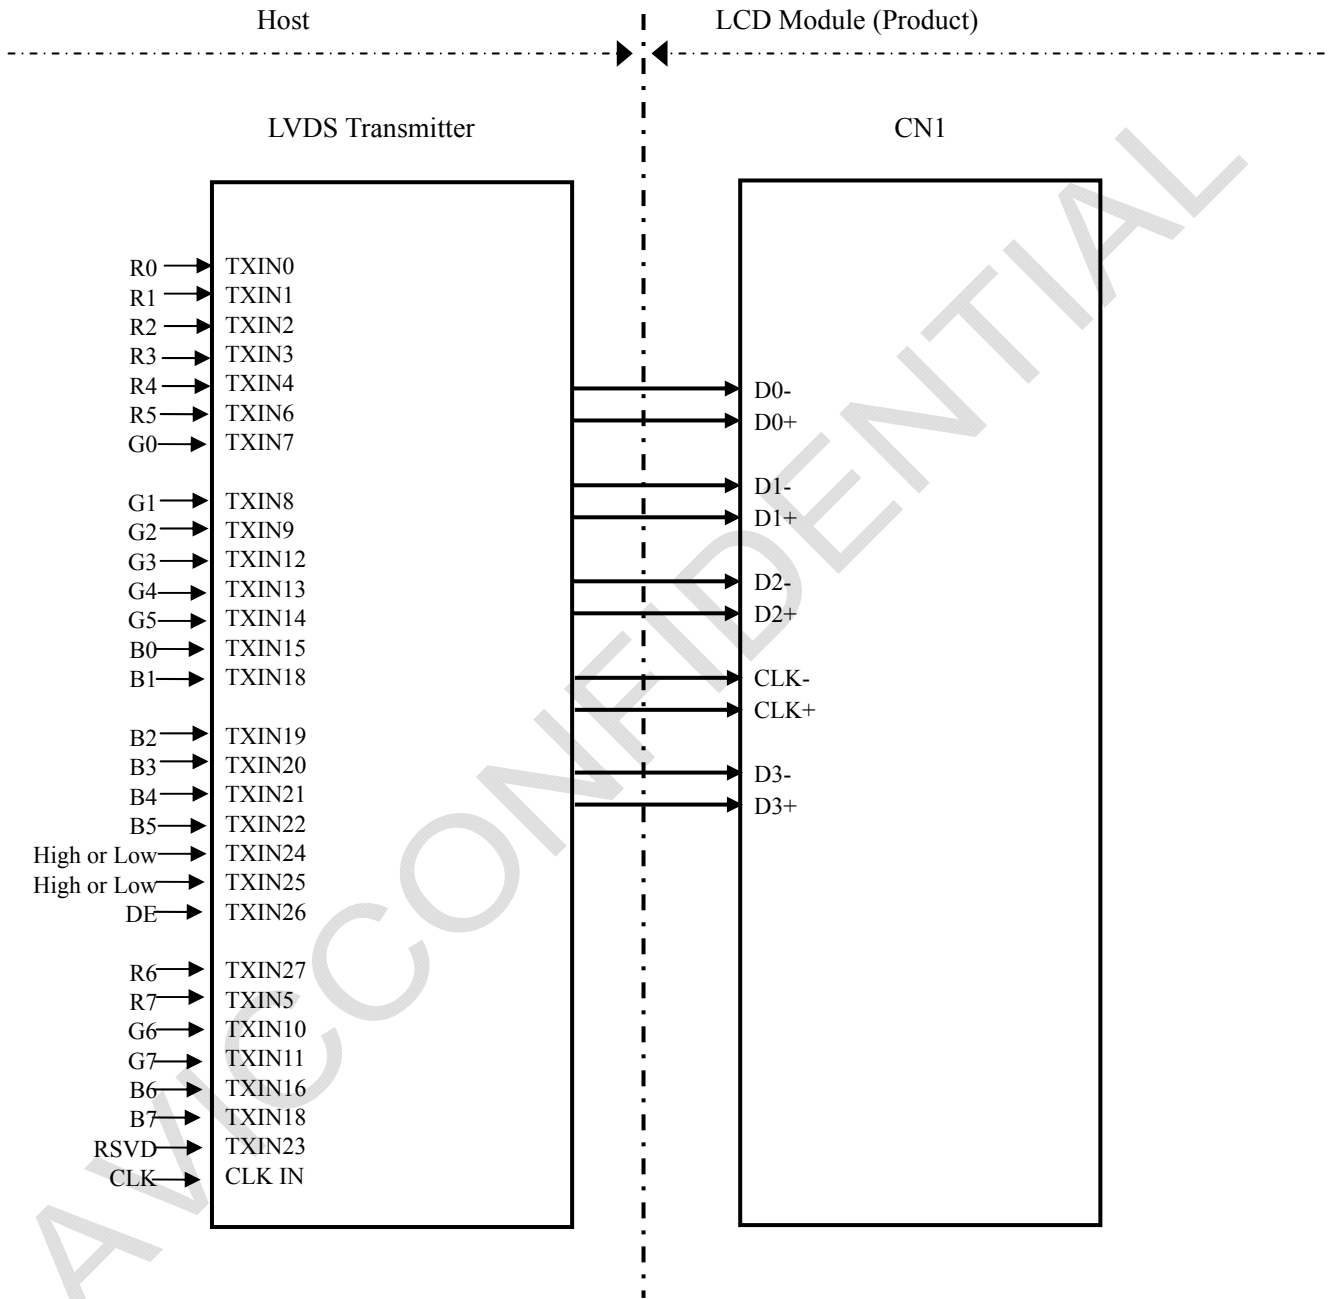 Host
LCD Module (Product)
LVDS Transmitter
CN1
R0 TXIN0
R1 TXIN1
R2 TXIN2
R3 TXIN3
R4 TXIN4
R5 TXIN6
G0 TXIN7
G1 TXIN8
G2 TXIN9
G3 TXIN12
G4 TXIN13
G5 TXIN14
B0 TXIN15
B1 TXIN18
B2 TXIN19
B3 TXIN20
B4 TXIN21
B5 TXIN22
High or Low TXIN24
High or Low TXIN25
DE TXIN26
R6 TXIN27
R7 TXIN5
G6 TXIN10
G7 TXIN11
B6 TXIN16
B7 TXIN18
RSVD TXIN23
CLK CLK IN
D0-
D0+
D1-
D1+
D2-
D2+
CLK-
CLK+
D3-
D3+
AVICCONFIDENTIAL